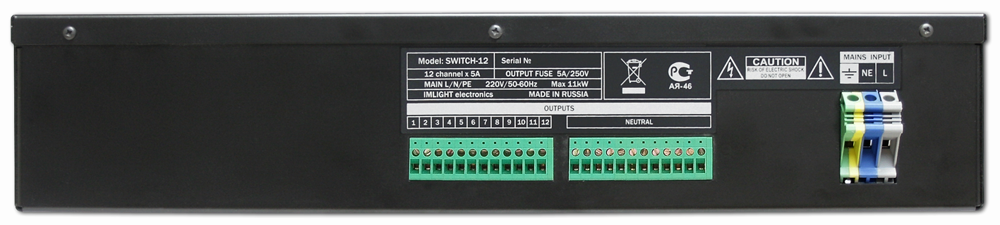 Model: SWITCH-12 Serial №
12 channel x 5A OUTPUT FUSE 5A/250V
MAIN L/N/PE 220V/50-60Hz Max 11kW
IMLIGHT electronics MADE IN RUSSIA
РСТ
АЯ-46
CAUTION
RISK OF ELECTRIC SHOCK
DO NOT OPEN
MAINS INPUT
NE L
OUTPUTS
1 2 3 4 5 6 7 8 9 10 11 12 NEUTRAL